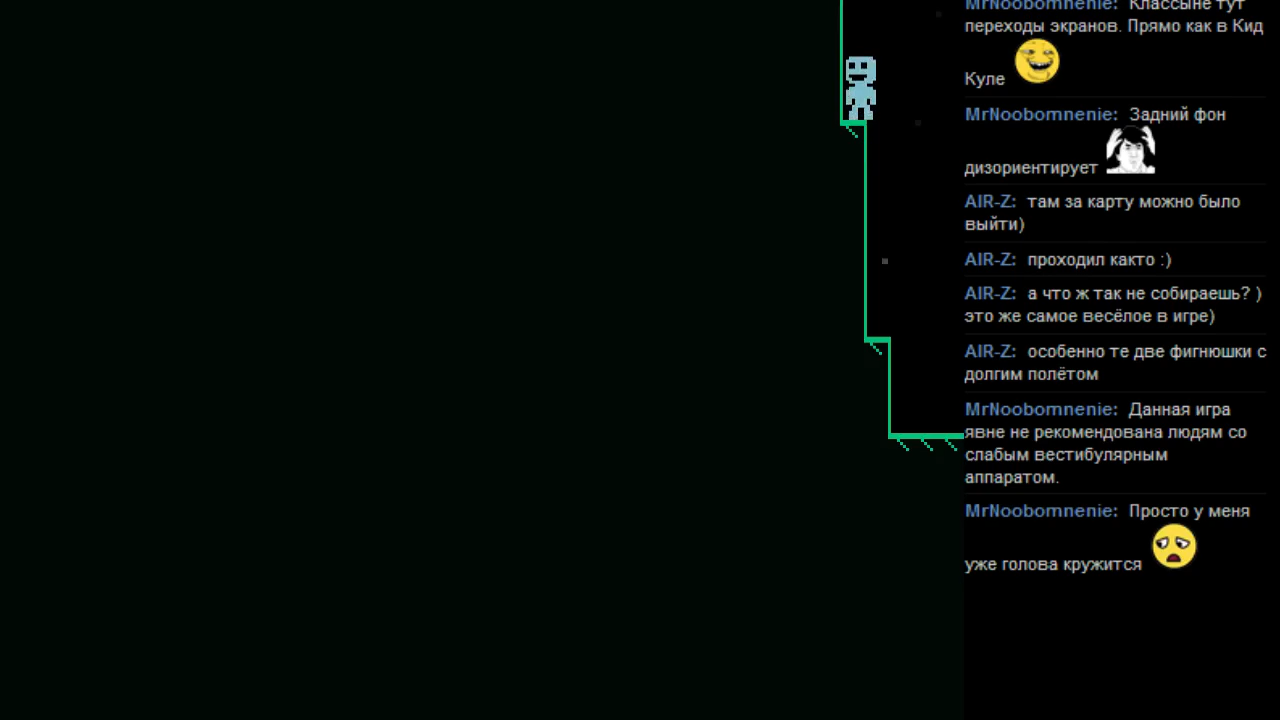 MrNoobomnenie: Классыне тут
переходы экранов. Прямо как в Кид
Куле
MrNoobomnenie: Задний фон
дизориентирует
AIR-Z: там за карту можно было
выйти)
AIR-Z: проходил както :)
AIR-Z: а что ж так не собираешь? )
это же самое весёлое в игре)
AIR-Z: особенно те две фигнюшки с
долгим полётом
MrNoobomnenie: Данная игра
явне не рекомендована людям со
слабым вестибулярным
аппаратом.
MrNoobomnenie: Просто у меня
уже голова кружится